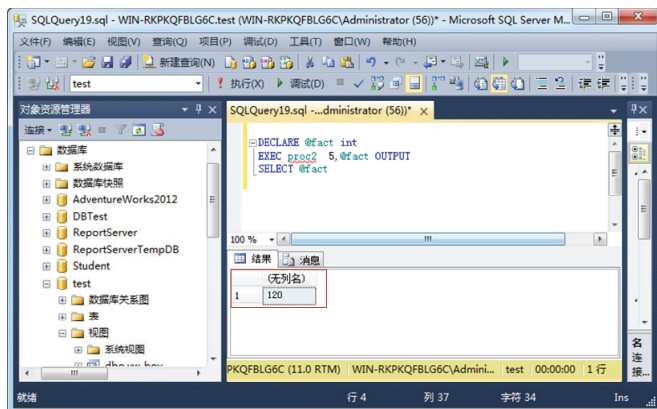 SQLQuery19.sql - WIN-RKPKQFBLG6C.test (WIN-RKPKQFBLG6C\Administrator (56))* - Microsoft SQL Server M...
文件(F) 编辑(E) 视图(V) 查询(Q) 项目(P) 调试(D) 工具(T) 窗口(W) 帮助(H)
新建查询(N)
test 执行(X) 调试(D)
对象资源管理器
连接
数据库
系统数据库
数据库快照
AdventureWorks2012
DBTest
ReportServer
ReportServerTempDB
Student
test
数据库关系图
表
视图
系统视图
SQLQuery19.sql -...dministrator (56))*
DECLARE @fact int
EXEC proc2 5,@fact OUTPUT
SELECT @fact
100 %
结果 消息
(无列名)
1 120
PKQFBLG6C (11.0 RTM) WIN-RKPKQFBLG6C\Admini... test 00:00:00 1 行
名
连
接...
就绪 行 4 列 37 字符 34 Ins